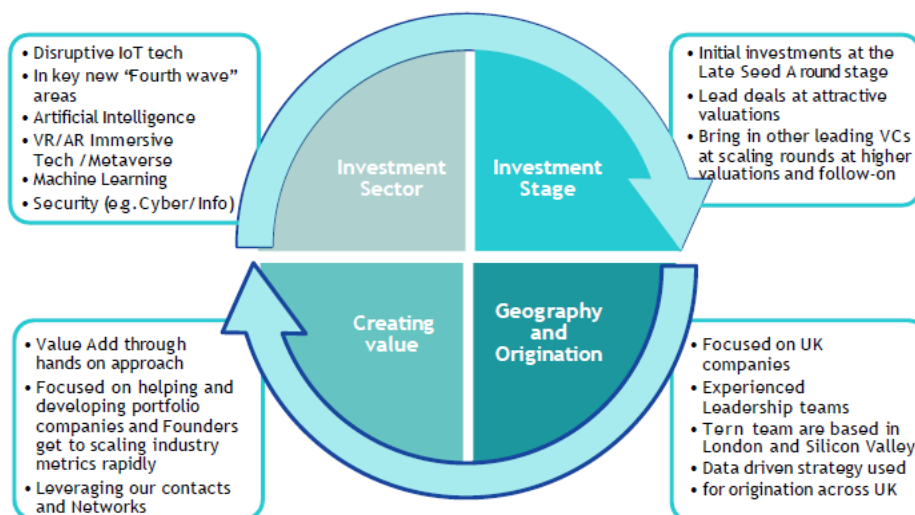 • Disruptive IoT tech
• In key new “Fourth wave”
areas
• Artificial Intelligence
• VR/AR Immersive
Tech /Metaverse
• Machine Learning
• Security (e.g.Cyber/Info)
Investment
Sector
Investment
Stage
• Initial investments at the
Late Seed A round stage
• Lead deals at attractive
valuations
• Bring in other leading VCs
at scaling rounds at higher
valuations and follow-on
Creating
value
Geography
and
Origination
• Value Add through
hands on approach
• Focused on helping and
developing portfolio
companies and Founders
get to scaling industry
metrics rapidly
• Leveraging our contacts
and Networks
• Focused on UK
companies
• Experienced
Leadership teams
• Tern team are based in
London and Silicon Valley
• Data driven strategy used
• for origination across UK